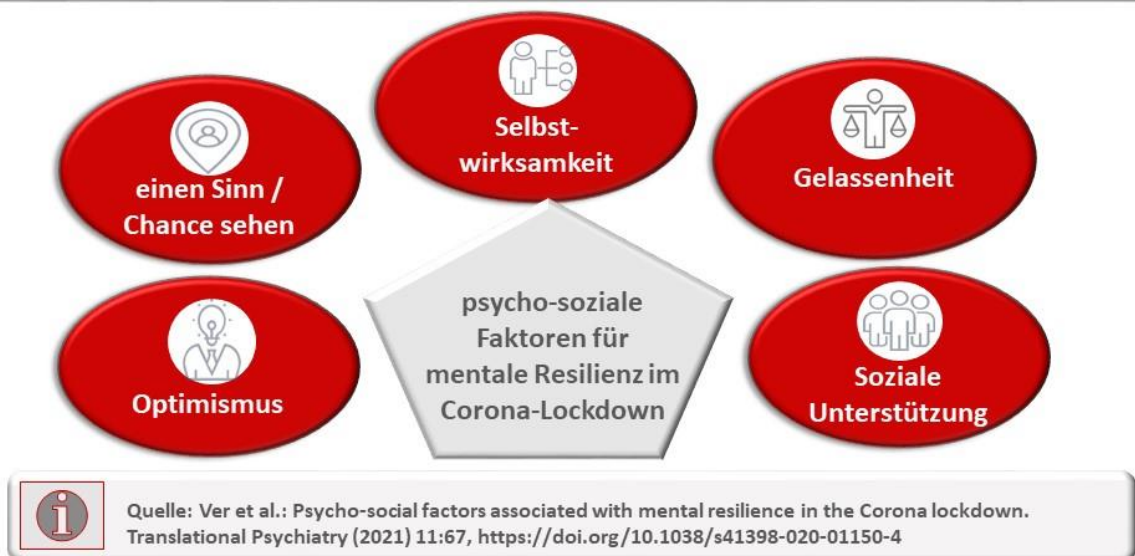 Selbst-
wirksamkeit
einen Sinn /
Chance sehen
Gelassenheit
Optimismus
psycho-soziale
Faktoren für
mentale Resilienz im
Corona-Lockdown
Soziale
Unterstützung
i
Quelle: Ver et al.: Psycho-social factors associated with mental resilience in the Corona lockdown.
Translational Psychiatry (2021) 11:67, https://doi.org/10.1038/s41398-020-01150-4